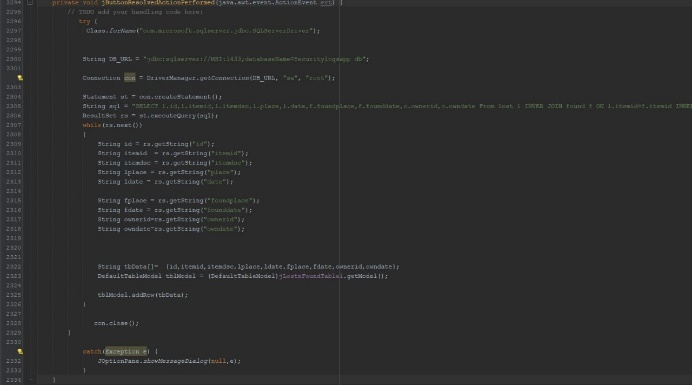 2294 private void jButtonResolvedActionPerformed(java.awt.event.ActionEvent evt) {
2295 // TODO add your handling code here:
2296 try {
2297 Class.forName("com.microsoft.sqlserver.jdbc.SQLServerDriver");
2298
2299
2300 String DB_URL = "jdbc:sqlserver://MST:1433;databaseName=Securitylogapp db";
2301
Connection con = DriverManager.getConnection(DB_URL, "sa", "root");
2303
2304 Statement st = con.createStatement();
2305 String sql = "SELECT f.id,l.itemid,l.itemdsc,l.place,l.date,f.foundplace,f.founddate,o.ownerid,o.owndate From lost l INNER JOIN found f ON l.itemid=f.itemid INNER
2306 ResultSet rs = st.executeQuery(sql);
2307 while(rs.next())
2308 {
2309 String id = rs.getString("id");
2310 String itemid = rs.getString("itemid");
2311 String itemdsc = rs.getString("itemdsc");
2312 String lplace = rs.getString("place");
2313 String ldate = rs.getString("date");
2314
2315 String fplace = rs.getString("foundplace");
2316 String fdate = rs.getString("founddate");
2317 String ownerid=rs.getString("ownerid");
2318 String owndate=rs.getString("owndate");
2319
2320
2321
2322 String tbData[]= {id,itemid,itemdsc,lplace,ldate,fplace,fdate,ownerid,owndate};
2323 DefaultTableModel tblModel = (DefaultTableModel)jLostnFoundTable1.getModel();
2324
2325 tblModel.addRow(tbData);
2326 }
2327
2328 con.close();
2329 }
2330
catch(Exception e) {
2332 JOptionPane.showMessageDialog(null,e);
2333 }
2334 }